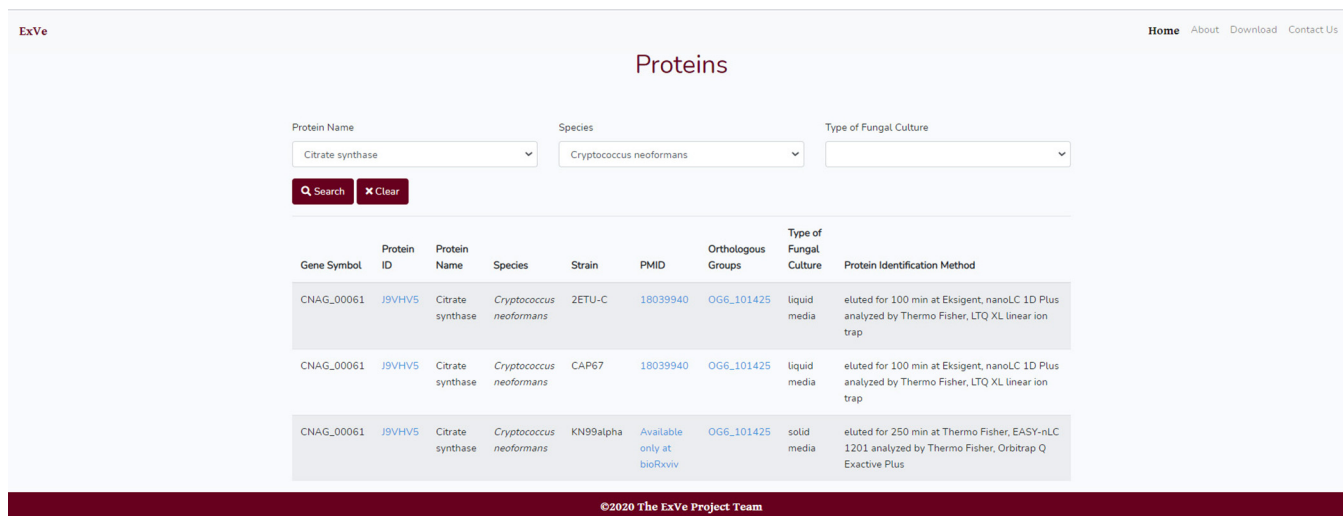 ExVe
Home About Download Contact Us
Proteins
Protein Name Species Type of Fungal Culture
Citrate synthase Cryptococcus neoformans
Search Clear
Gene Symbol Protein ID Protein Name Species Strain PMID Orthologous Groups Type of Fungal Culture Protein Identification Method
CNAG_00061 J9VHV5 Citrate synthase Cryptococcus neoformans 2ETU-C 18039940 OG6_101425 liquid media eluted for 100 min at Eksigent, nanoLC 1D Plus analyzed by Thermo Fisher, LTQ XL linear ion trap
CNAG_00061 J9VHV5 Citrate synthase Cryptococcus neoformans CAP67 18039940 OG6_101425 liquid media eluted for 100 min at Eksigent, nanoLC 1D Plus analyzed by Thermo Fisher, LTQ XL linear ion trap
CNAG_00061 J9VHV5 Citrate synthase Cryptococcus neoformans KN99alpha Available only at bioRxviv OG6_101425 solid media eluted for 250 min at Thermo Fisher, EASY-nLC 1201 analyzed by Thermo Fisher, Orbitrap Q Exactive Plus
©2020 The ExVe Project Team